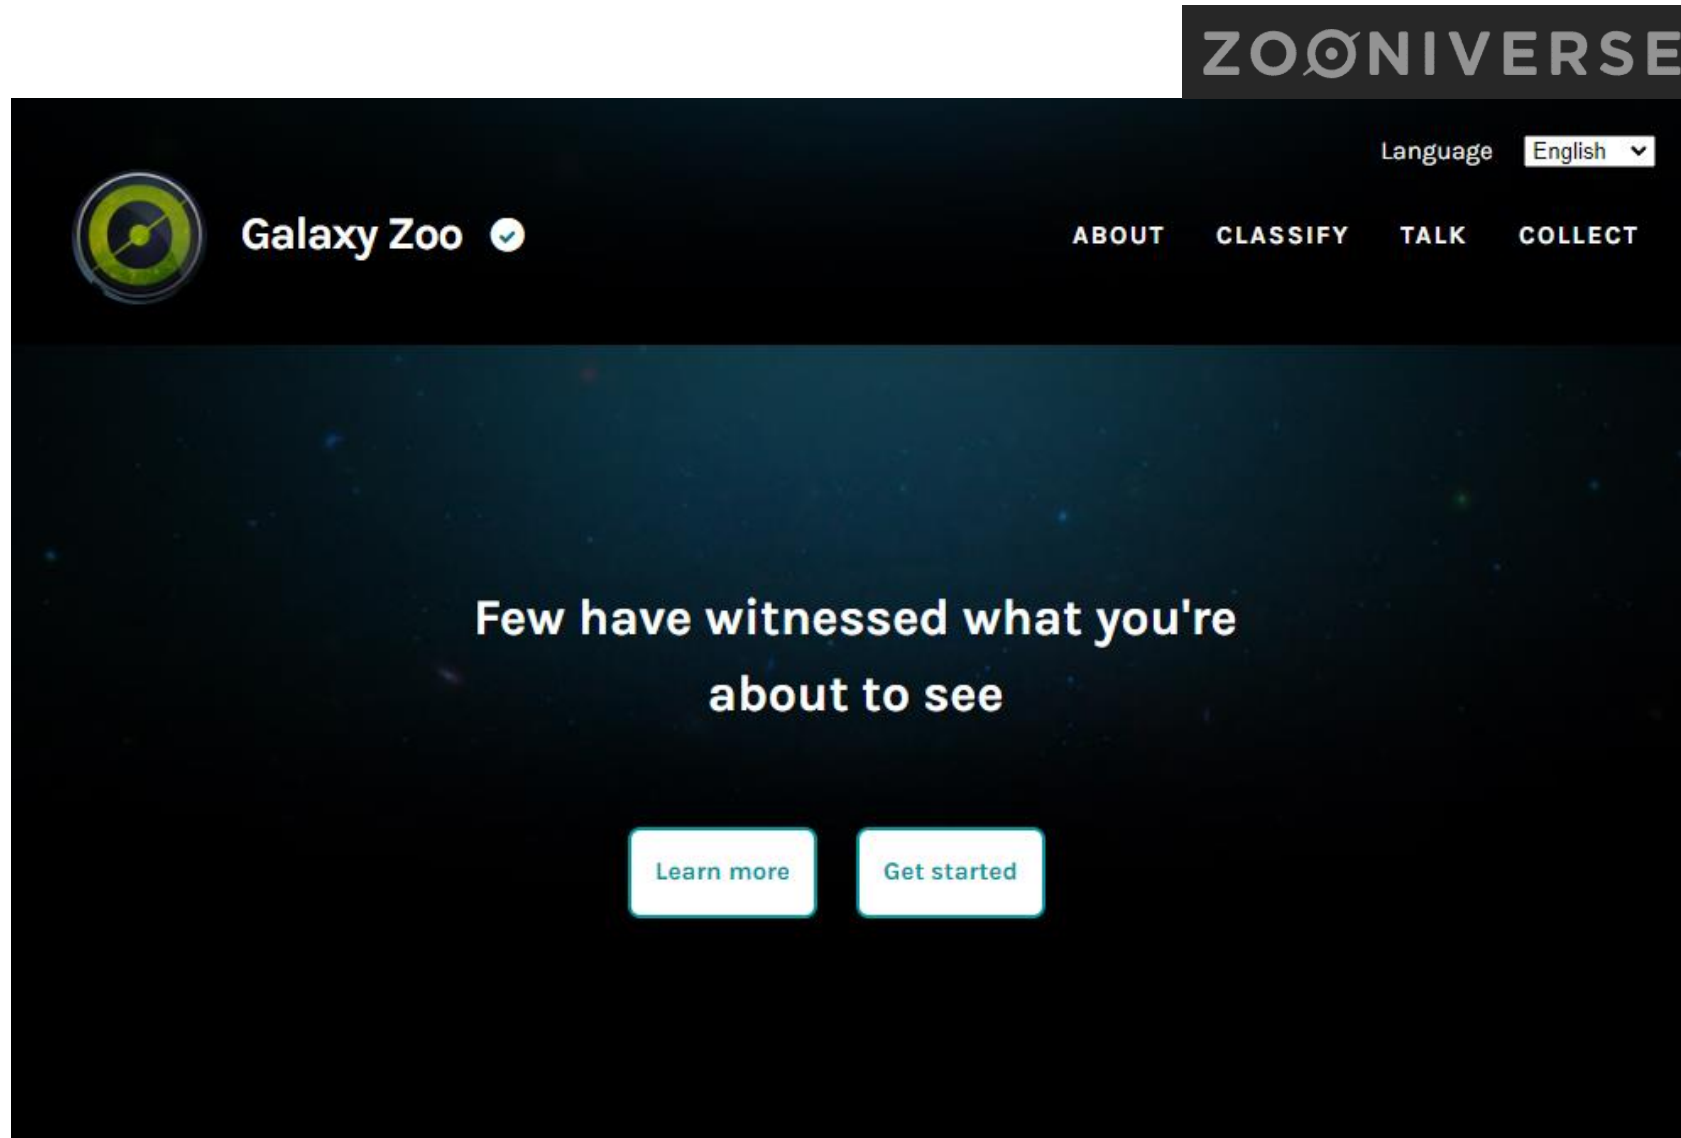 ZOONIVERSE
Language English
Galaxy Zoo
ABOUT CLASSIFY TALK COLLECT
Few have witnessed what you're
about to see
Learn more Get started